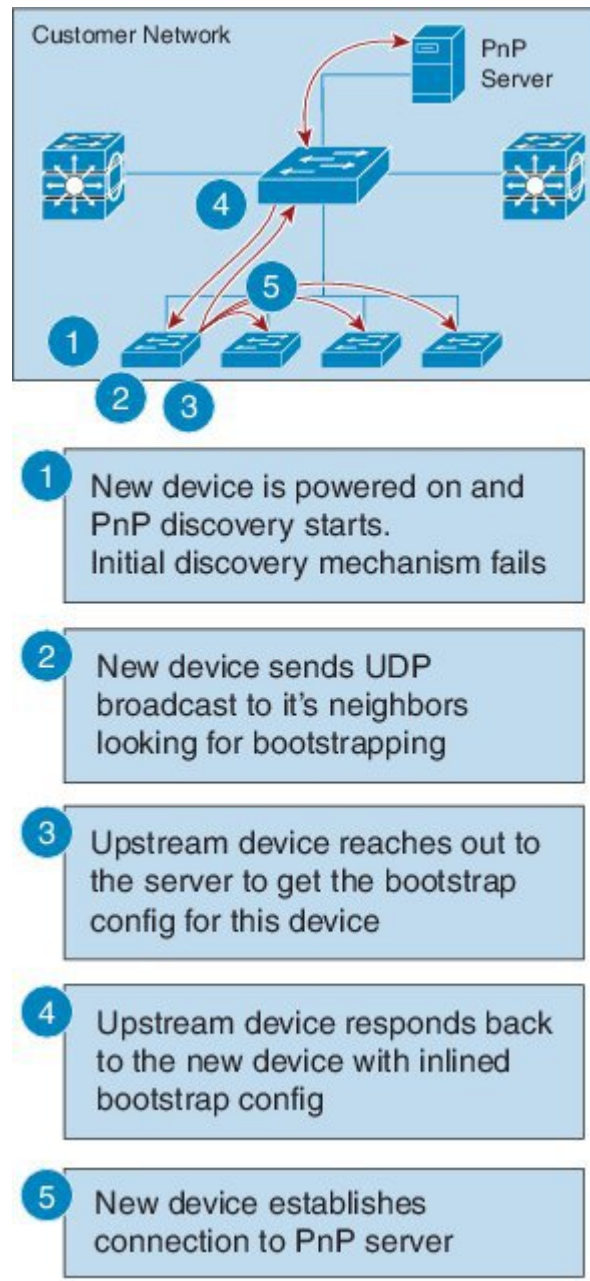 Customer Network
PnP
Server
4
5
1
2
3
1
New device is powered on and
PnP discovery starts.
Initial discovery mechanism fails
2
New device sends UDP
broadcast to it's neighbors
looking for bootstrapping
3
Upstream device reaches out to
the server to get the bootstrap
config for this device
4
Upstream device responds back
to the new device with inlined
bootstrap config
5
New device establishes
connection to PnP server